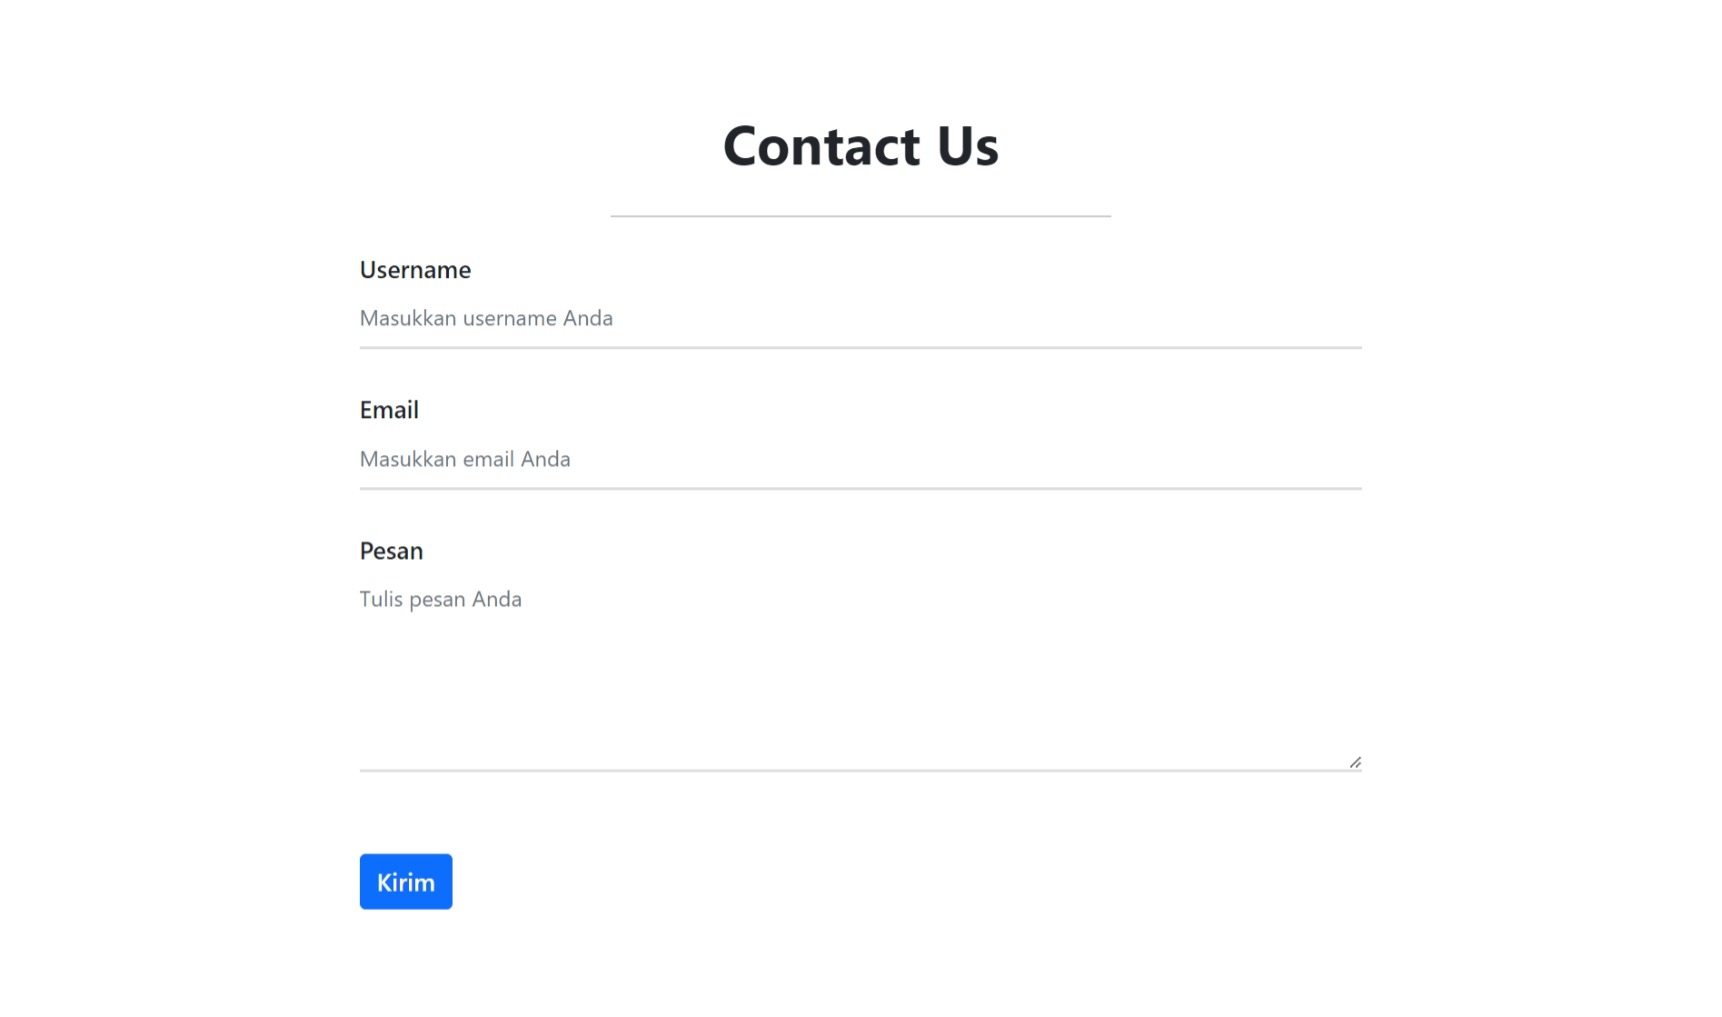 Contact Us
Username
Masukkan username Anda
Email
Masukkan email Anda
Pesan
Tulis pesan Anda
Kirim